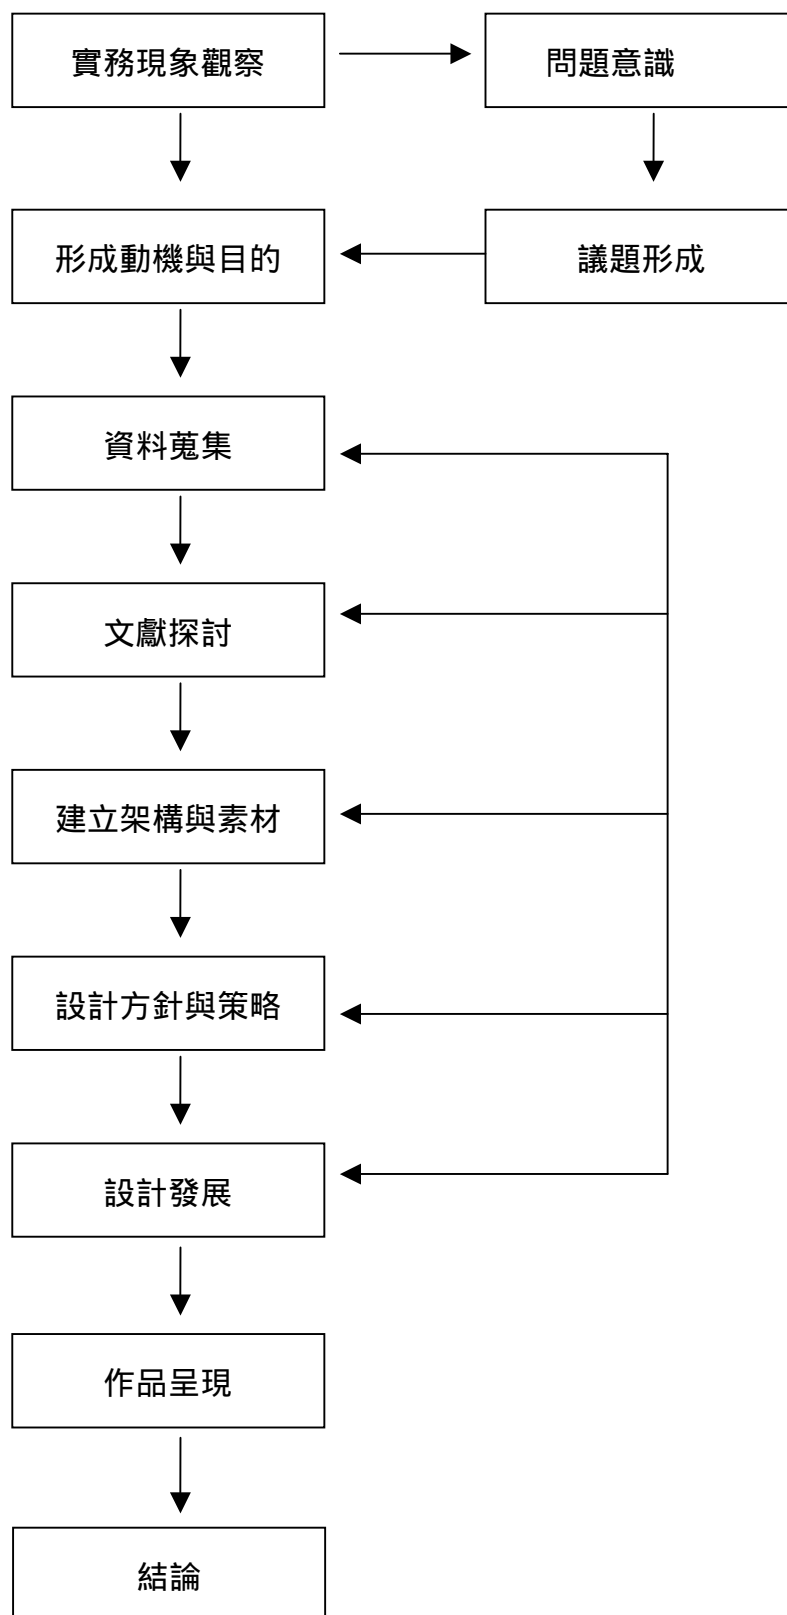 實務現象觀察
問題意識
形成動機與目的
議題形成
資料蒐集
文獻探討
建立架構與素材
設計方針與策略
設計發展
作品呈現
結論